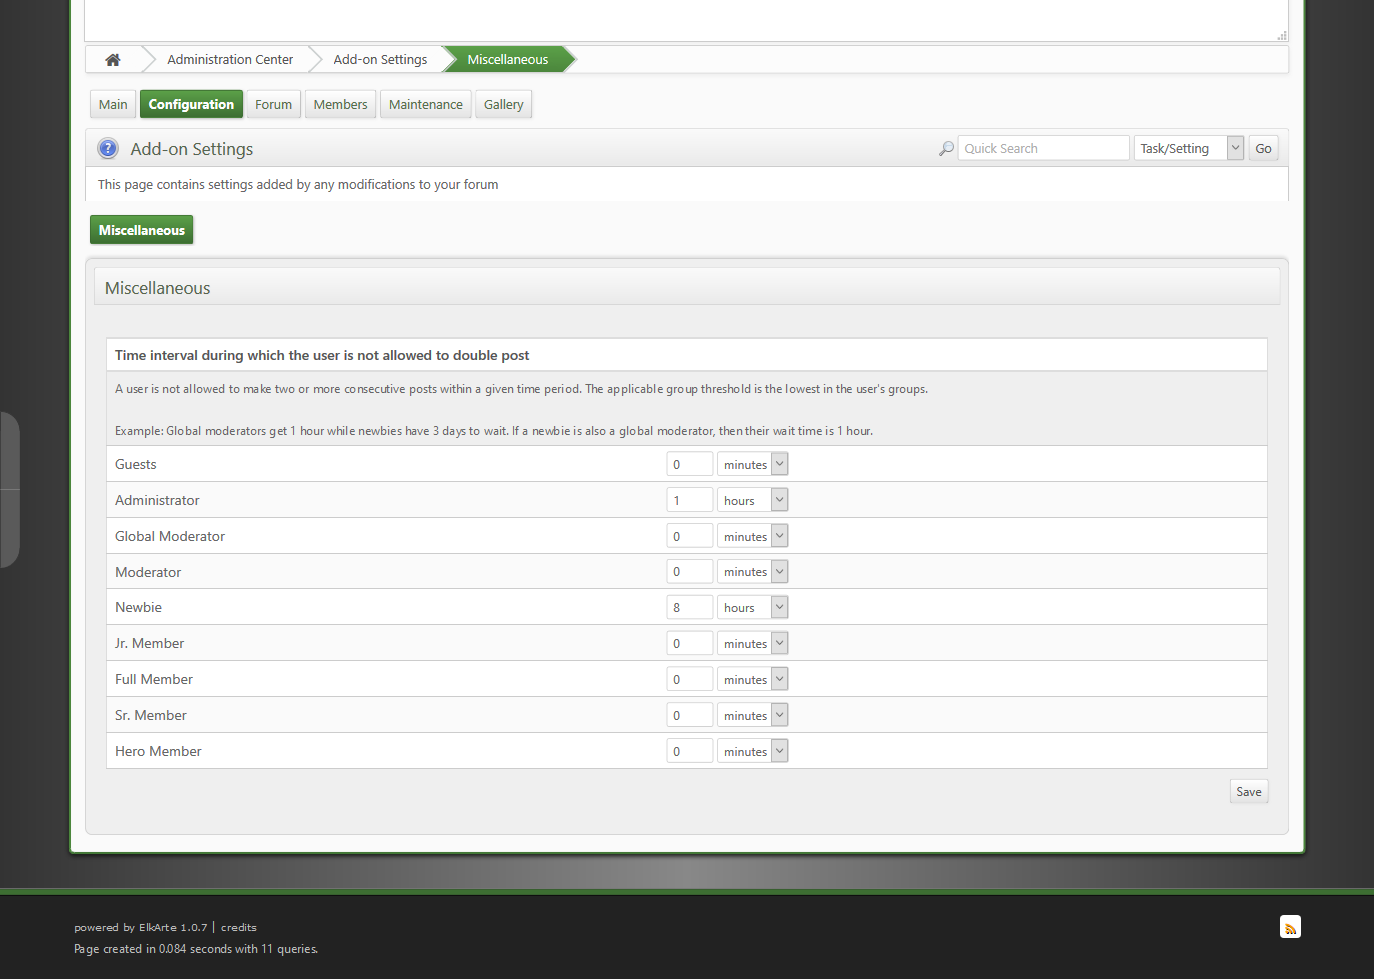 Administration Center Add-on Settings Miscellaneous
Main Configuration Forum Members Maintenance Gallery
? Add-on Settings Quick Search Task/Setting Go
This page contains settings added by any modifications to your forum
Miscellaneous
Miscellaneous
Time interval during which the user is not allowed to double post
A user is not allowed to make two or more consecutive posts within a given time period. The applicable group threshold is the lowest in the user's groups.
Example: Global moderators get 1 hour while newbies have 3 days to wait. If a newbie is also a global moderator, then their wait time is 1 hour.
Guests 0 minutes
Administrator 1 hours
Global Moderator 0 minutes
Moderator 0 minutes
Newbie 8 hours
Jr. Member 0 minutes
Full Member 0 minutes
Sr. Member 0 minutes
Hero Member 0 minutes
Save
powered by ElkArte 1.0.7 | credits
Page created in 0.084 seconds with 11 queries.